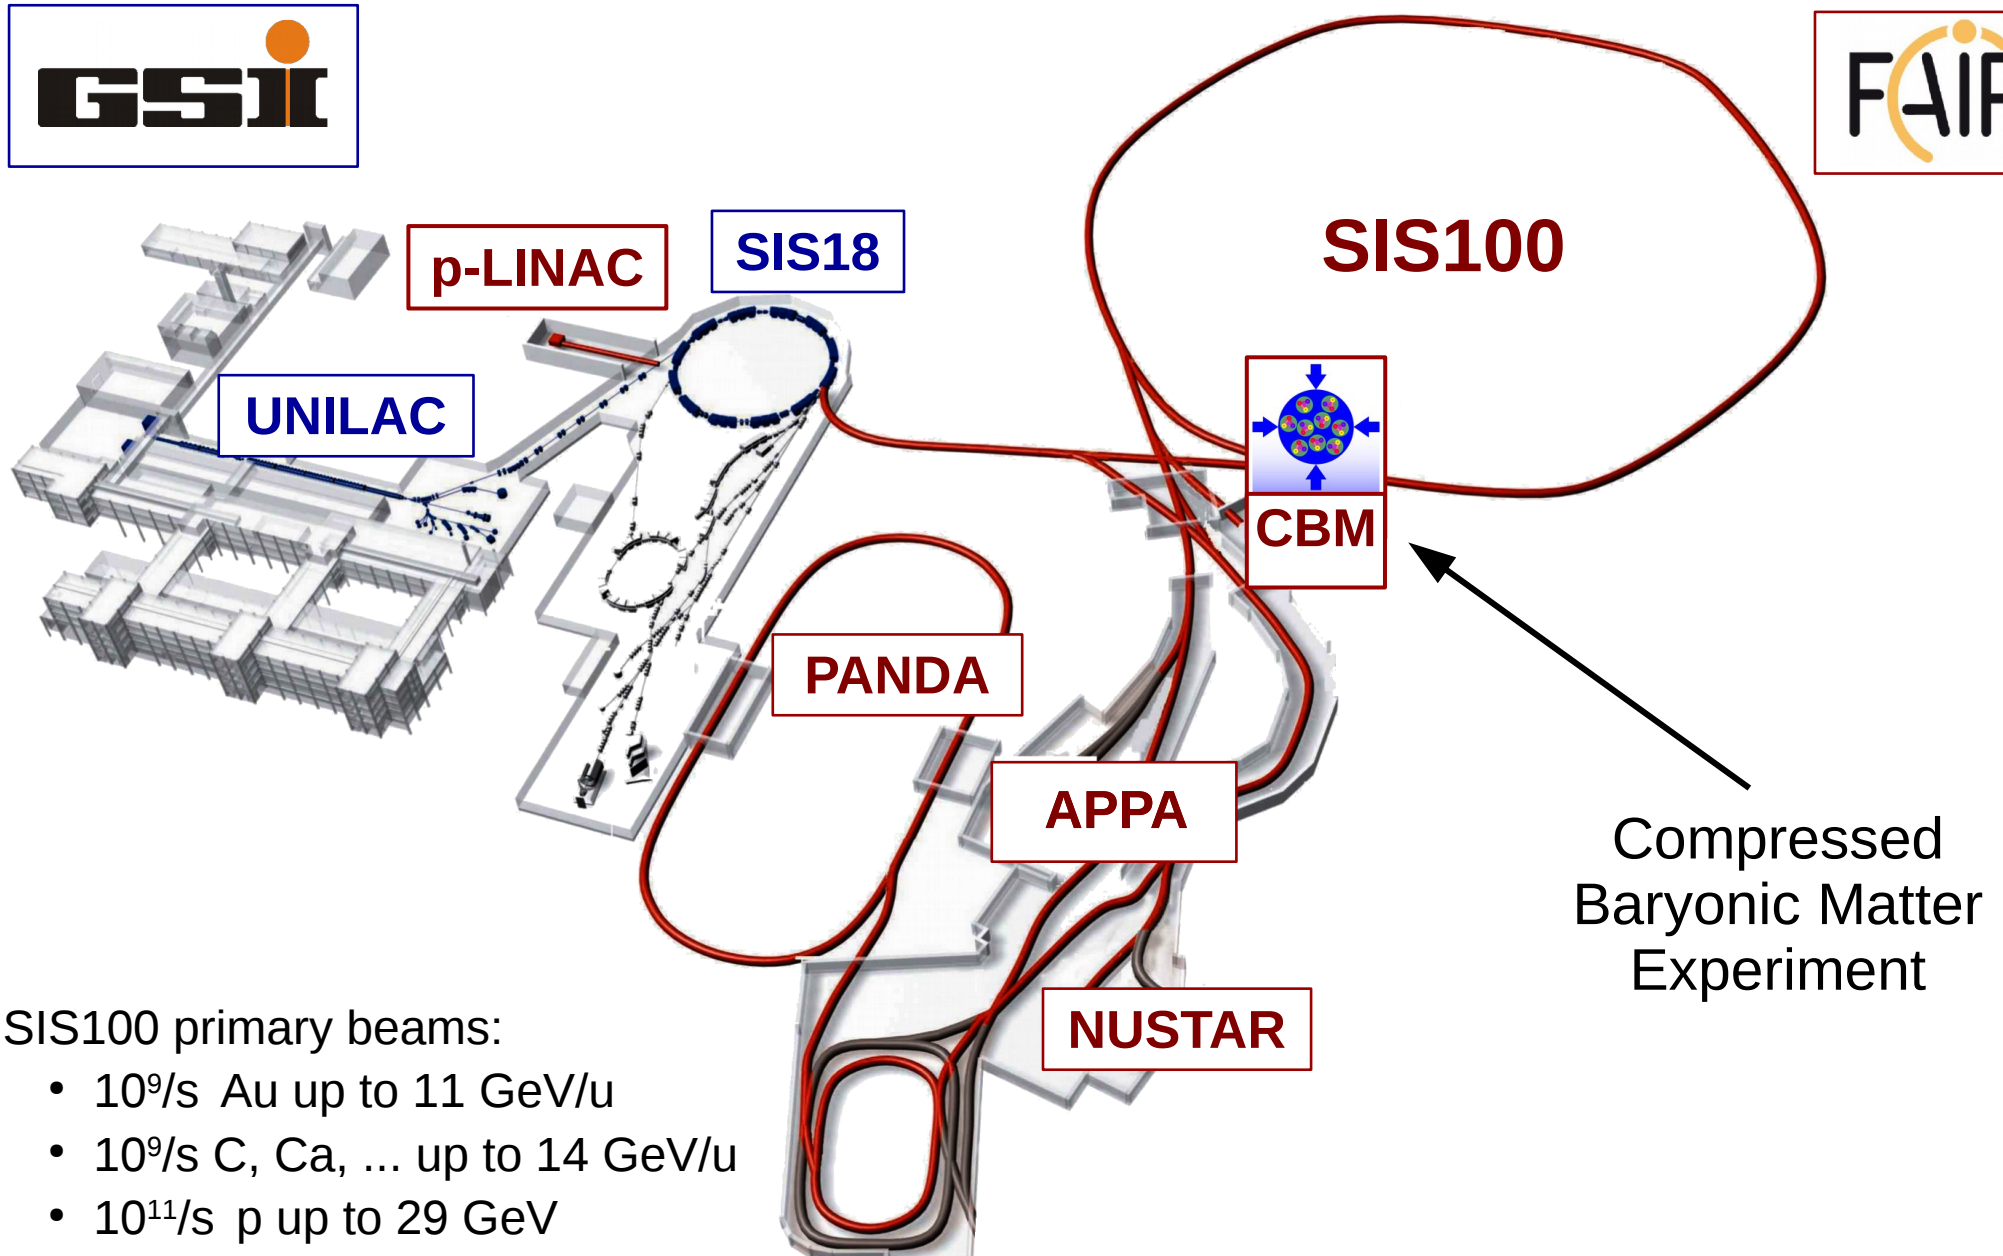 GSI
FAIR
SIS100
p-LINAC
SIS18
UNILAC
CBM
PANDA
APPA
NUSTAR
Compressed
Baryonic Matter
Experiment
SIS100 primary beams:
• 10⁹/s Au up to 11 GeV/u
• 10⁹/s C, Ca, ... up to 14 GeV/u
• 10¹¹/s p up to 29 GeV